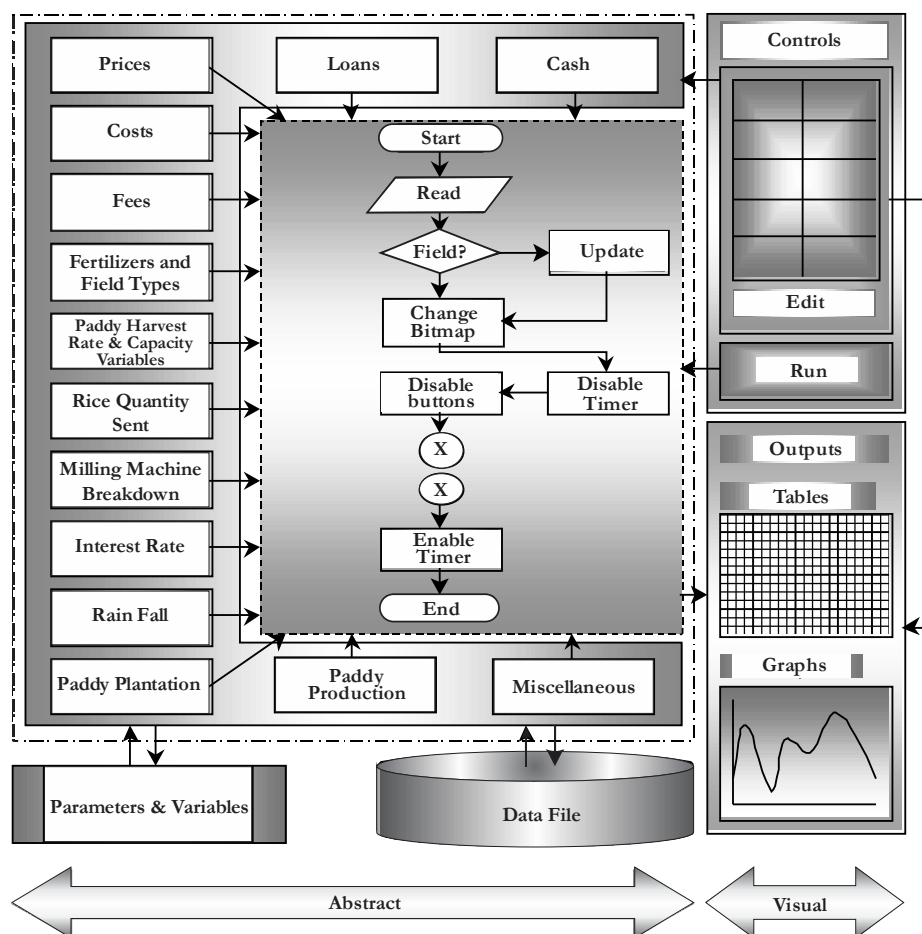 Prices
Loans
Cash
Controls
Costs
Start
Fees
Read
Fertilizers and
Field Types
Field?
Update
Edit
Paddy Harvest
Rate & Capacity
Variables
Change
Bitmap
Run
Rice Quantity
Sent
Disable
buttons
Disable
Timer
X
Outputs
Milling Machine
Breakdown
X
Tables
Interest Rate
Enable
Timer
Rain Fall
End
Paddy Plantation
Paddy
Production
Miscellaneous
Graphs
Parameters & Variables
Data File
Abstract
Visual